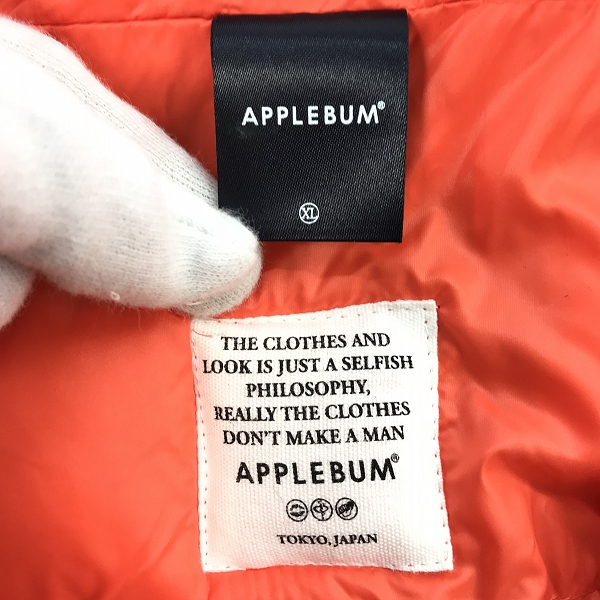 APPLEBUM®
XL
THE CLOTHES AND
LOOK IS JUST A SELFISH
PHILOSOPHY,
REALLY THE CLOTHES
DON'T MAKE A MAN
APPLEBUM®
TOKYO, JAPAN